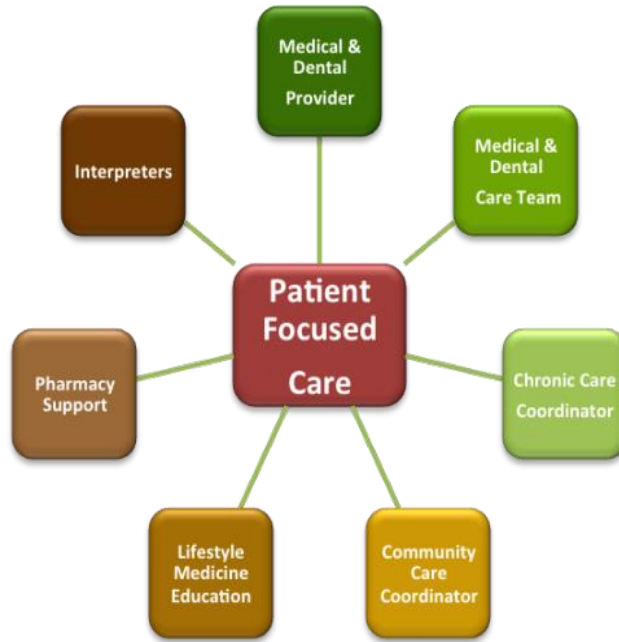 Medical &
Dental
Provider
Medical &
Dental
Care Team
Interpreters
Patient
Focused
Care
Pharmacy
Support
Chronic Care
Coordinator
Lifestyle
Medicine
Education
Community
Care
Coordinator